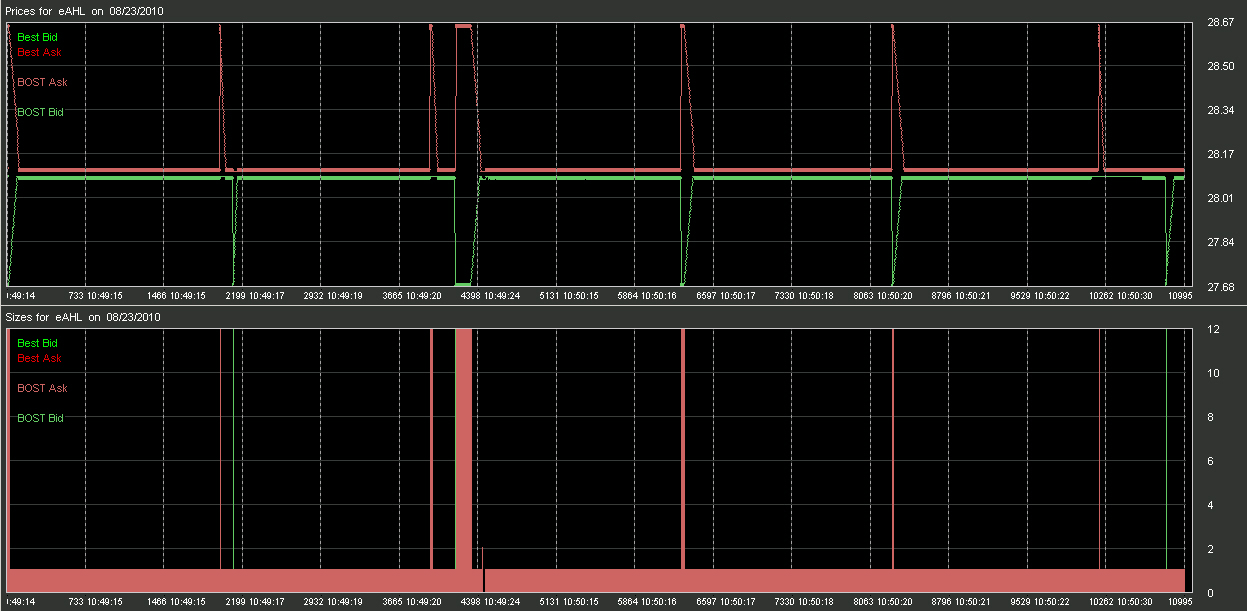 Prices for eAHL on 08/23/2010
Best Bid
Best Ask
BOST Ask
BOST Bid
28.67
28.50
28.34
28.17
28.01
27.84
27.68
):49:14 733 10:49:15 1466 10:49:15 2199 10:49:17 2932 10:49:19 3665 10:49:20 4398 10:49:24 5131 10:50:15 5864 10:50:16 6597 10:50:17 7330 10:50:18 8063 10:50:20 8796 10:50:21 9529 10:50:22 10262 10:50:30 10995
Sizes for eAHL on 08/23/2010
Best Bid
Best Ask
BOST Ask
BOST Bid
12
10
8
6
4
2
0
):49:14 733 10:49:15 1466 10:49:15 2199 10:49:17 2932 10:49:19 3665 10:49:20 4398 10:49:24 5131 10:50:15 5864 10:50:16 6597 10:50:17 7330 10:50:18 8063 10:50:20 8796 10:50:21 9529 10:50:22 10262 10:50:30 10995